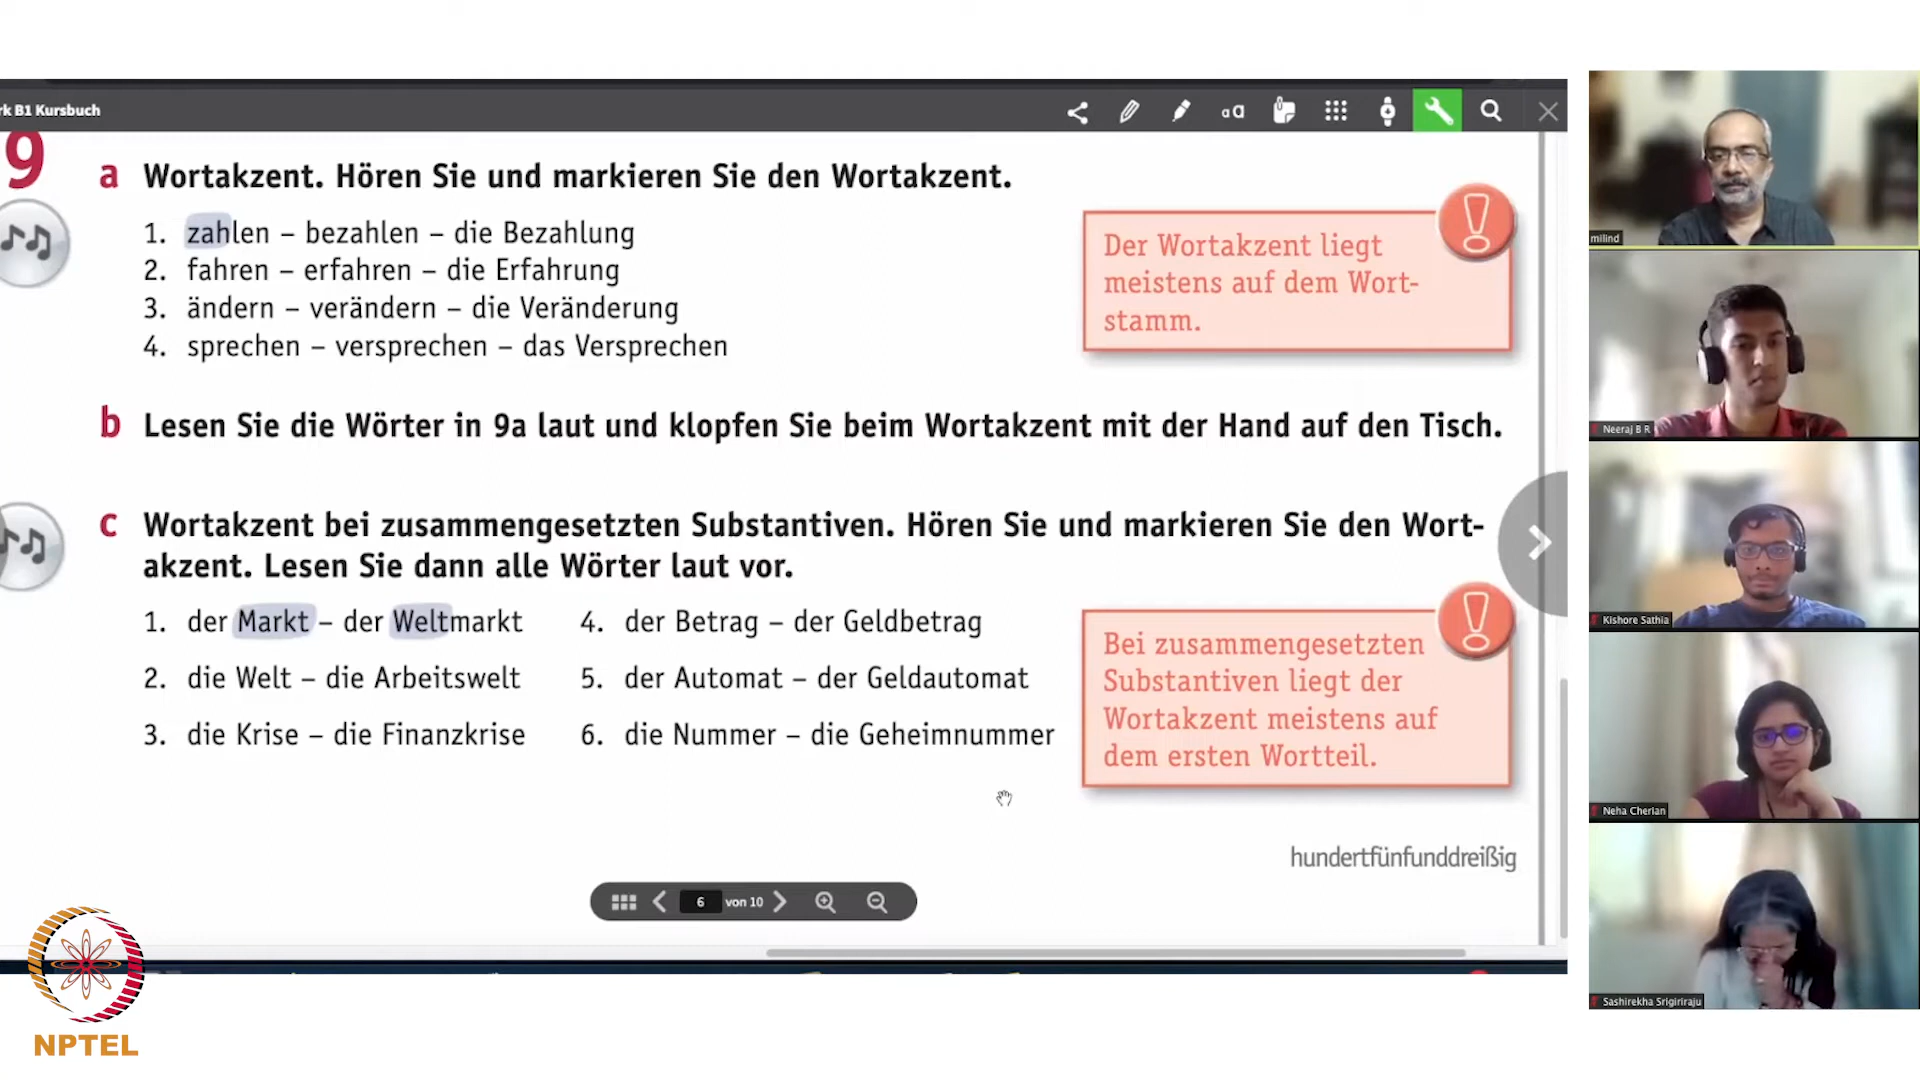 rk B1 Kursbuch
9
a Wortakzent. Hören Sie und markieren Sie den Wortakzent.
1. zahlen – bezahlen – die Bezahlung
2. fahren – erfahren – die Erfahrung
3. ändern – verändern – die Veränderung
4. sprechen – versprechen – das Versprechen
Der Wortakzent liegt
meistens auf dem Wort-
stamm.
b Lesen Sie die Wörter in 9a laut und klopfen Sie beim Wortakzent mit der Hand auf den Tisch.
c Wortakzent bei zusammengesetzten Substantiven. Hören Sie und markieren Sie den Wort-
akzent. Lesen Sie dann alle Wörter laut vor.
1. der Markt – der Weltmarkt
2. die Welt – die Arbeitswelt
3. die Krise – die Finanzkrise
4. der Betrag – der Geldbetrag
5. der Automat – der Geldautomat
6. die Nummer – die Geheimnummer
Bei zusammengesetzten
Substantiven liegt der
Wortakzent meistens auf
dem ersten Wortteil.
hundertfünfunddreißig
6 von 10
NPTEL
milind
Neeraj B R
Kishore Sathia
Neha Cherian
Sashirekha Srigiriraju